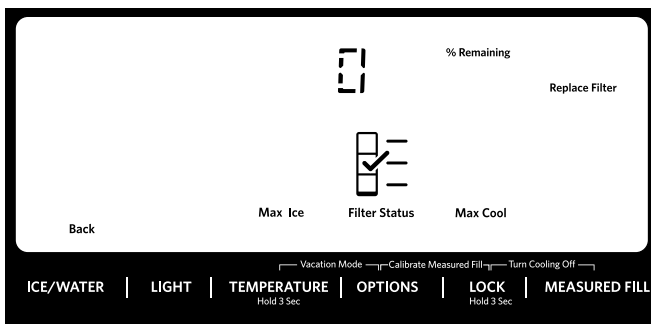 0
% Remaining
Replace Filter
Max Ice Filter Status Max Cool
Back
Vacation Mode Calibrate Measured Fill Turn Cooling Off
ICE/WATER | LIGHT | TEMPERATURE | OPTIONS | LOCK | MEASURED FILL
Hold 3 Sec Hold 3 Sec